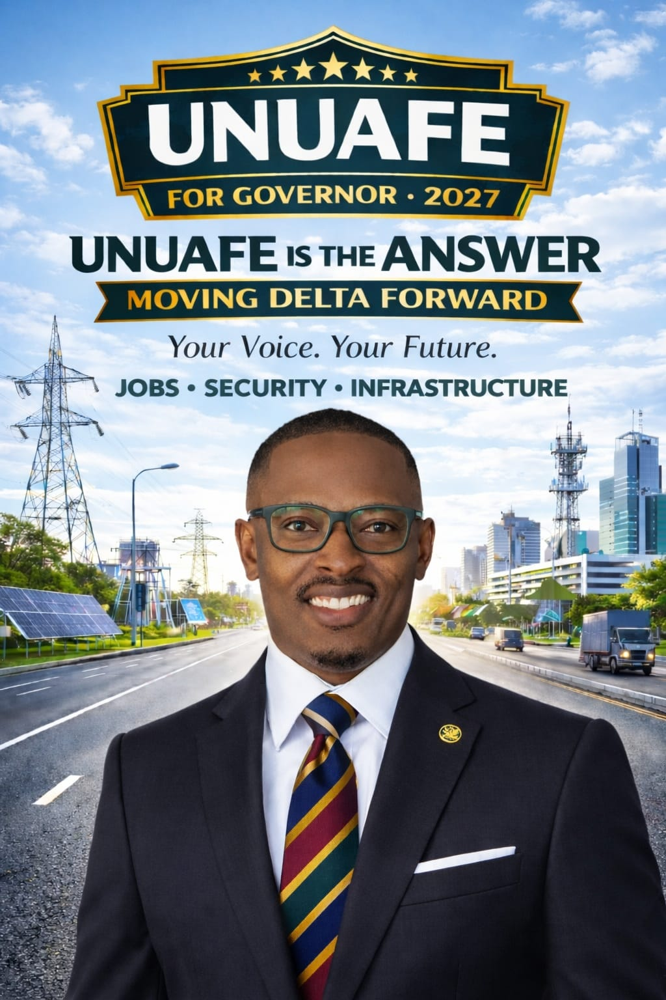 UNUAFE
FOR GOVERNOR • 2027
UNUAFE IS THE ANSWER
MOVING DELTA FORWARD
Your Voice. Your Future.
JOBS • SECURITY • INFRASTRUCTURE